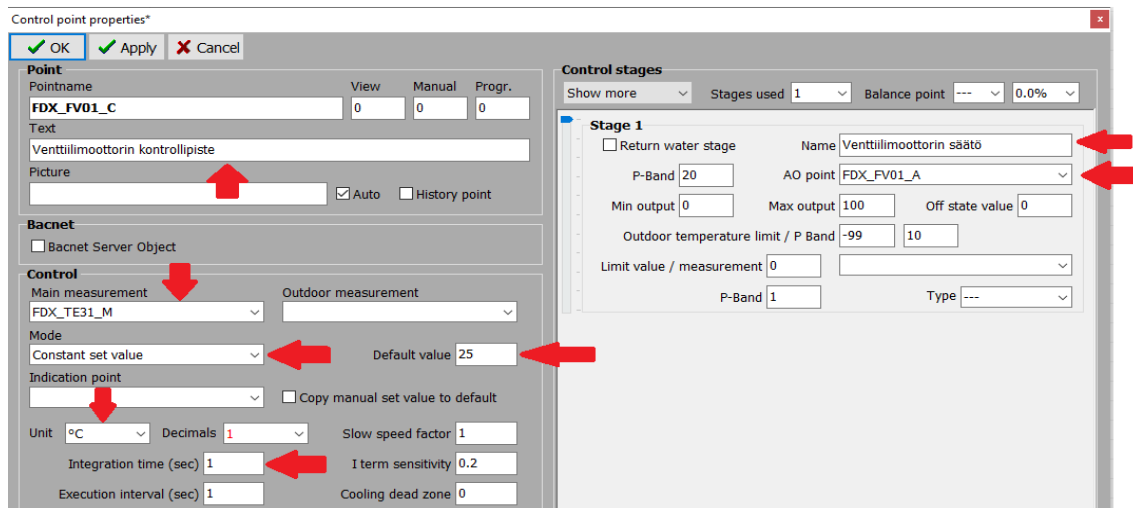 Control point properties*
OK Apply Cancel
Point
Pointname View Manual Progr.
FDX_FV01_C 0 0 0
Text
Venttiilimoottorin kontrollipiste
Picture
Auto History point
Bacnet
Bacnet Server Object
Control
Main measurement Outdoor measurement
FDX_TE31_M
Mode
Constant set value Default value 25
Indication point
Copy manual set value to default
Unit °C Decimals 1 Slow speed factor 1
Integration time (sec) 1 I term sensitivity 0.2
Execution interval (sec) 1 Cooling dead zone 0
Control stages
Show more Stages used 1 Balance point --- 0.0%
Stage 1
Return water stage Name Venttiilimoottorin säätö
P-Band 20 AO point FDX_FV01_A
Min output 0 Max output 100 Off state value 0
Outdoor temperature limit / P Band -99 10
Limit value / measurement 0
P-Band 1 Type ---